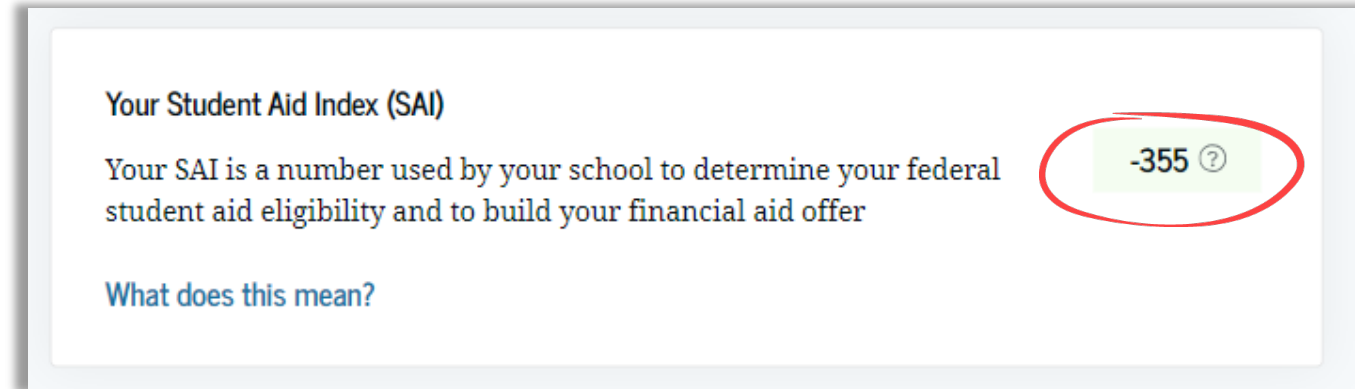 Your Student Aid Index (SAI)
Your SAI is a number used by your school to determine your federal
student aid eligibility and to build your financial aid offer
-355 ?
What does this mean?